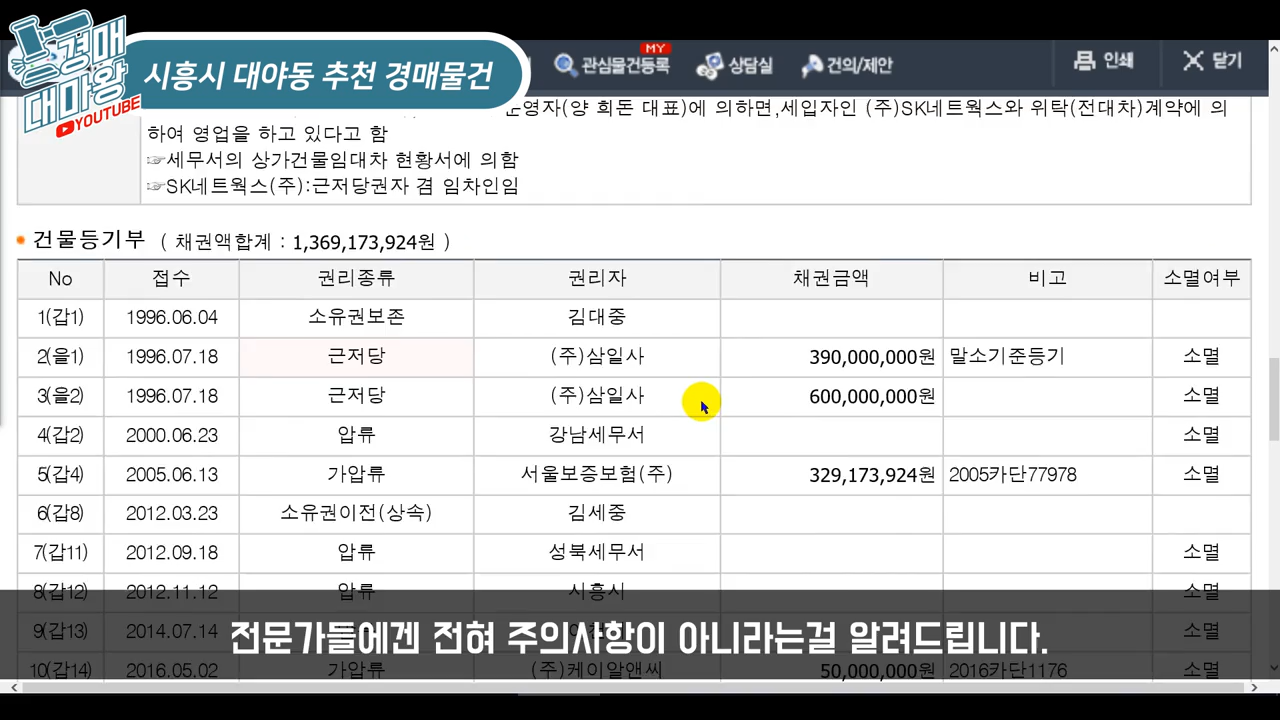 경매
대마왕
YOUTUBE
시흥시 대야동 추천 경매물건
MY
관심물건등록
상담실
건의/제안
인쇄
닫기
운영자(양 회돈 대표)에 의하면,세입자인 (주)SK네트웍스와 위탁(전대차)계약에 의
하여 영업을 하고 있다고 함
☞세무서의 상가건물임대차 현황서에 의함
☞SK네트웍스(주):근저당권자 겸 임차인임
건물등기부 ( 채권액합계 : 1,369,173,924원 )
No 접수 권리종류 권리자 채권금액 비고 소멸여부
1(갑1) 1996.06.04 소유권보존 김대중
2(을1) 1996.07.18 근저당 (주)삼일사 390,000,000원 말소기준등기 소멸
3(을2) 1996.07.18 근저당 (주)삼일사 600,000,000원 소멸
4(갑2) 2000.06.23 압류 강남세무서 소멸
5(갑4) 2005.06.13 가압류 서울보증보험(주) 329,173,924원 2005카단77978 소멸
6(갑8) 2012.03.23 소유권이전(상속) 김세중
7(갑11) 2012.09.18 압류 성북세무서 소멸
8(갑12) 2012.11.12 압류 시흥시 소멸
9(갑13) 2014.07.14 소멸
전문가들에겐 전혀 주의사항이 아니라는걸 알려드립니다.
10(갑14) 2016.05.02 가압류 (주)케이알앤씨 50,000,000원 2016카단1176 소멸